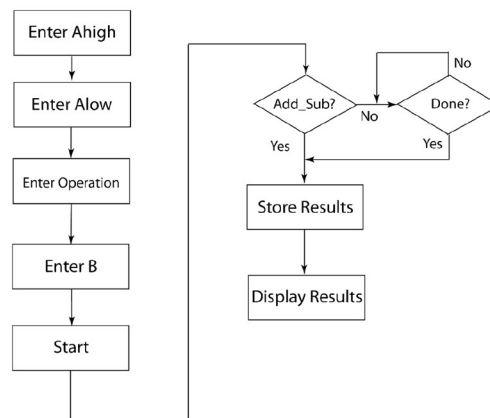 Enter Ahigh
Enter Alow
Enter Operation
Enter B
Start
Add_Sub?
No
Yes
Done?
No
Yes
Store Results
Display Results